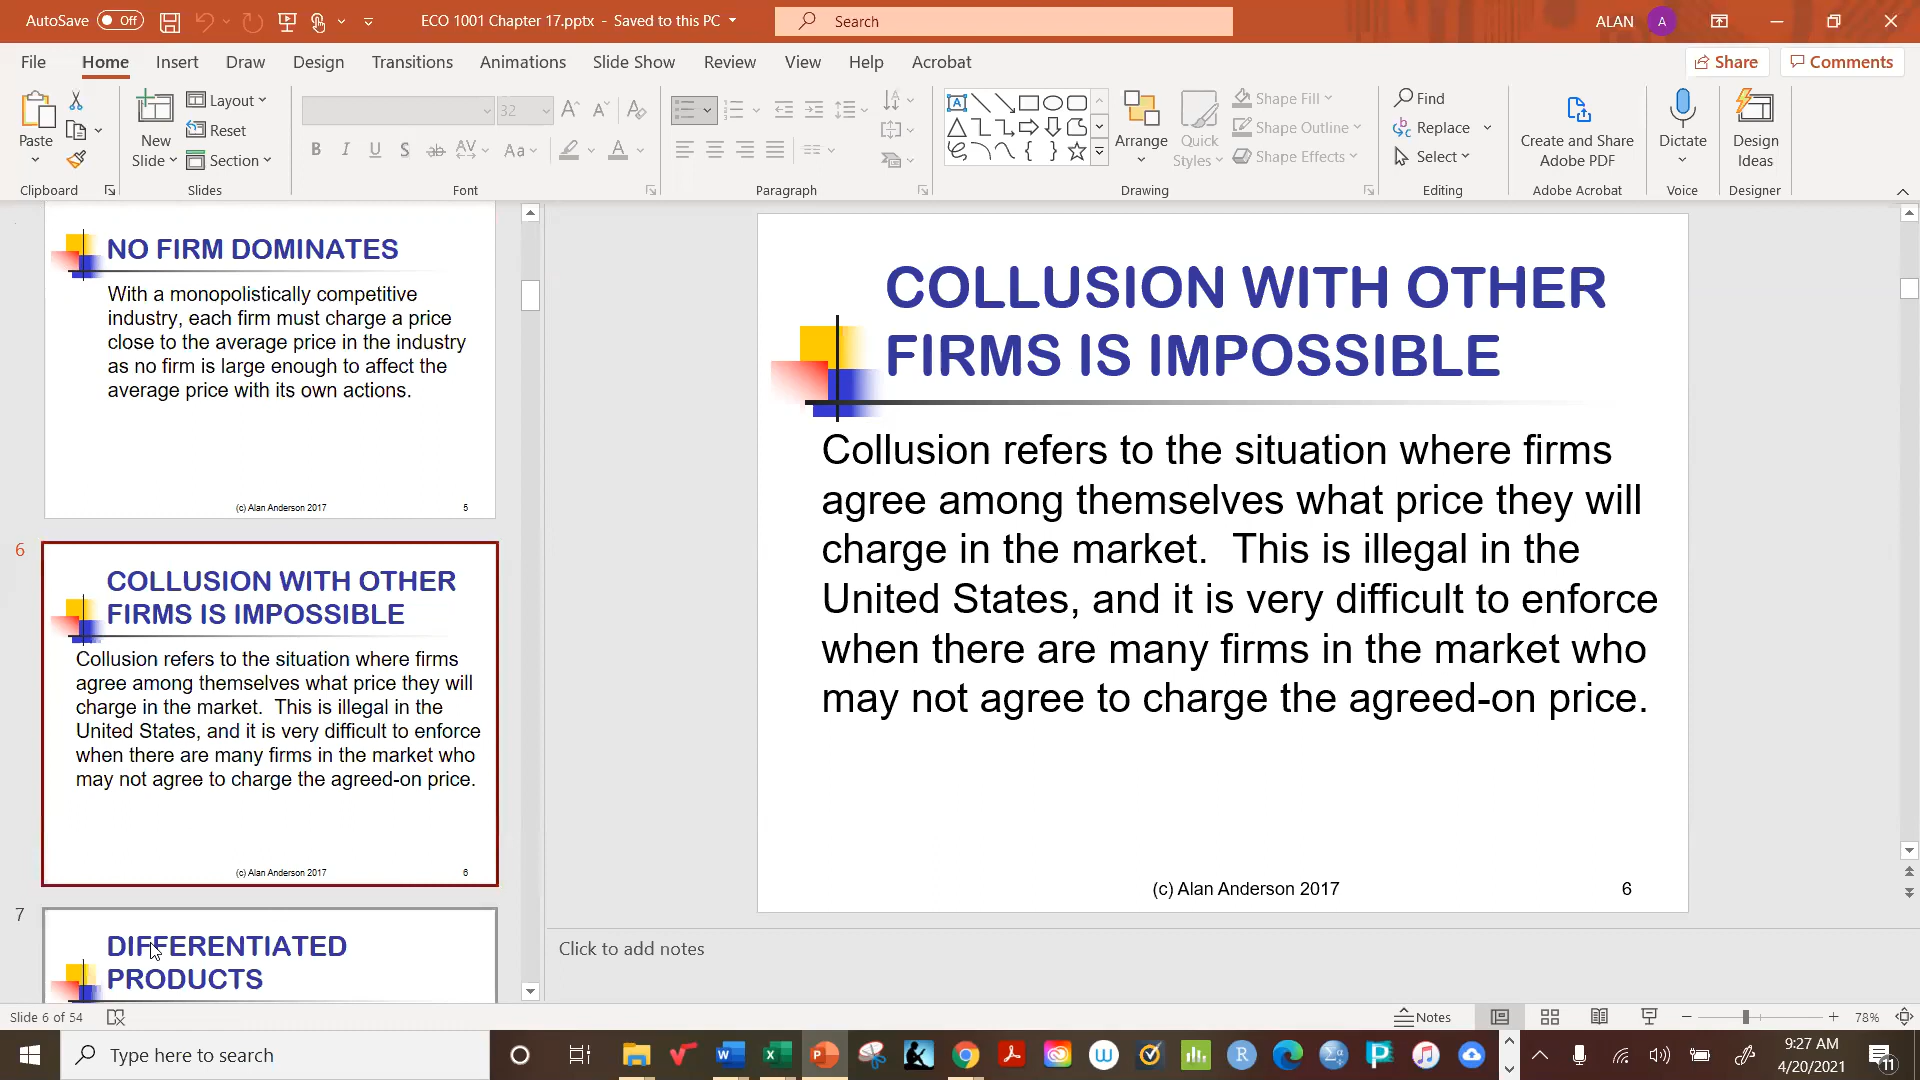 AutoSave Off
ECO 1001 Chapter 17.pptx - Saved to this PC
Search
ALAN A
File Home Insert Draw Design Transitions Animations Slide Show Review View Help Acrobat
Share Comments
Paste
Clipboard
New
Slide
Layout
Reset
Section
Slides
32
B I U S ab AV Aa A
Font
Paragraph
Arrange
Quick
Styles
Shape Fill
Shape Outline
Shape Effects
Drawing
Find
Replace
Select
Editing
Create and Share
Adobe PDF
Adobe Acrobat
Dictate
Voice
Design
Ideas
Designer
NO FIRM DOMINATES
With a monopolistically competitive
industry, each firm must charge a price
close to the average price in the industry
as no firm is large enough to affect the
average price with its own actions.
(c) Alan Anderson 2017 5
6
COLLUSION WITH OTHER
FIRMS IS IMPOSSIBLE
Collusion refers to the situation where firms
agree among themselves what price they will
charge in the market.  This is illegal in the
United States, and it is very difficult to enforce
when there are many firms in the market who
may not agree to charge the agreed-on price.
(c) Alan Anderson 2017 6
7
DIFFERENTIATED
PRODUCTS
COLLUSION WITH OTHER
FIRMS IS IMPOSSIBLE
Collusion refers to the situation where firms
agree among themselves what price they will
charge in the market.  This is illegal in the
United States, and it is very difficult to enforce
when there are many firms in the market who
may not agree to charge the agreed-on price.
(c) Alan Anderson 2017 6
Click to add notes
Slide 6 of 54
Notes
78%
Type here to search
9:27 AM
4/20/2021
11